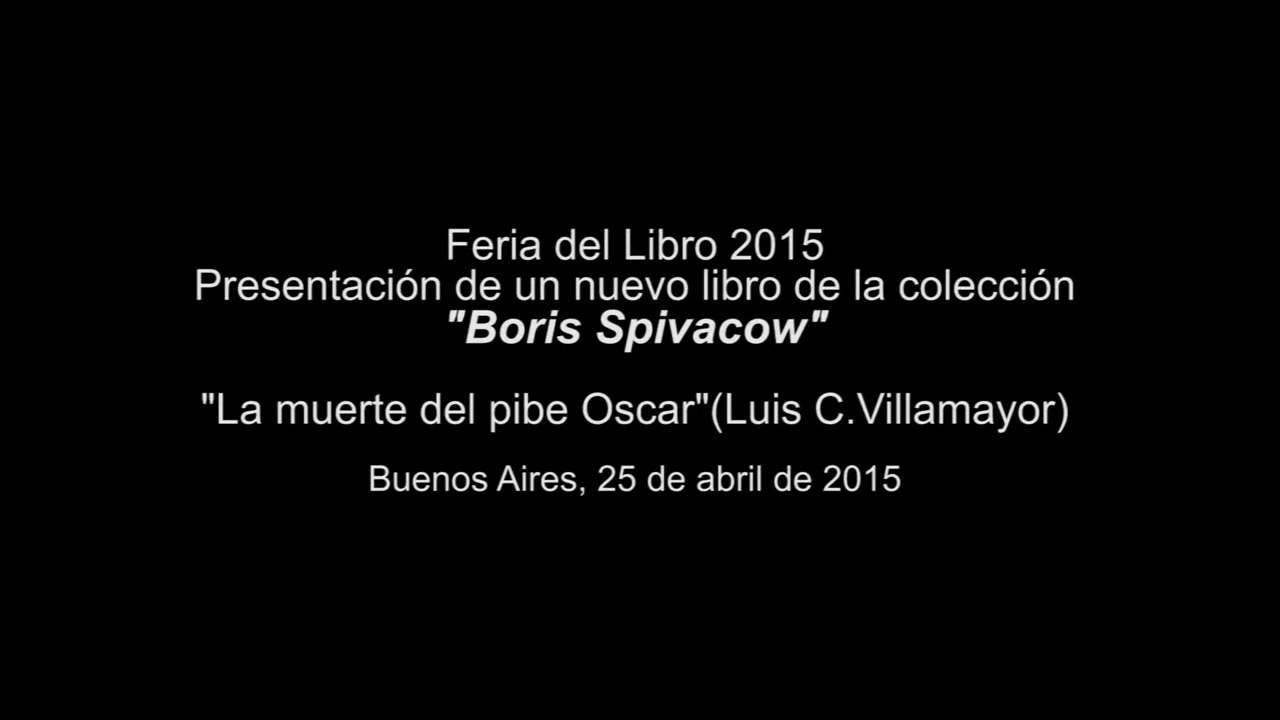 Feria del Libro 2015
Presentación de un nuevo libro de la colección
"Boris Spivacow"
"La muerte del pibe Oscar"(Luis C.Villamayor)
Buenos Aires, 25 de abril de 2015